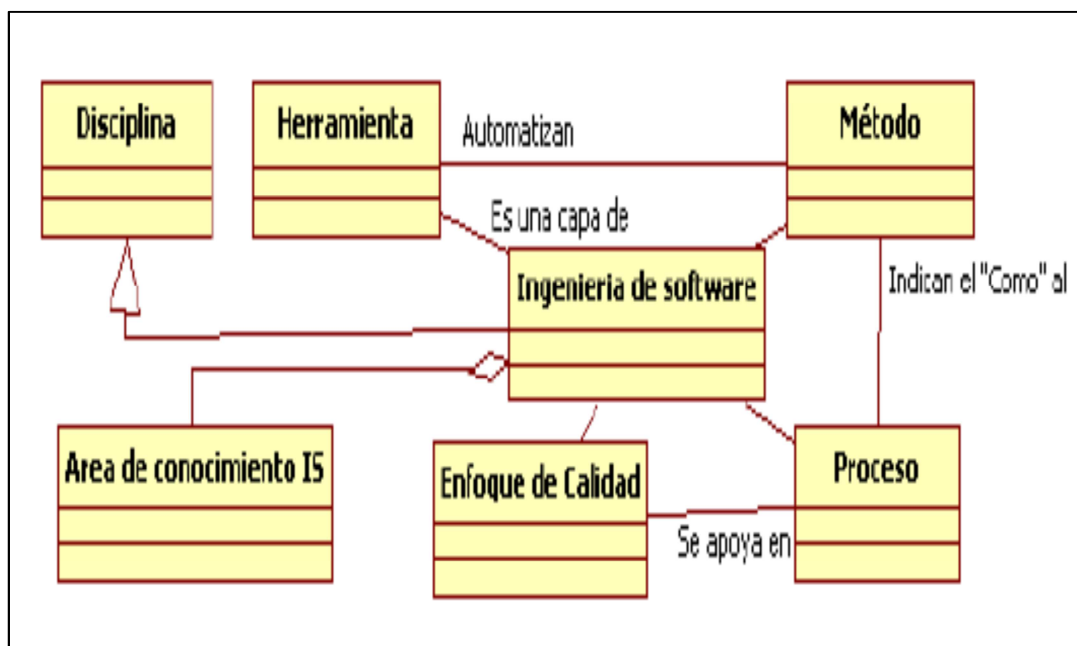 Disciplina
Herramienta
Automatizan
Método
Es una capa de
Ingenieria de software
Indican el "Como" al
Area de conocimiento IS
Enfoque de Calidad
Proceso
Se apoya en